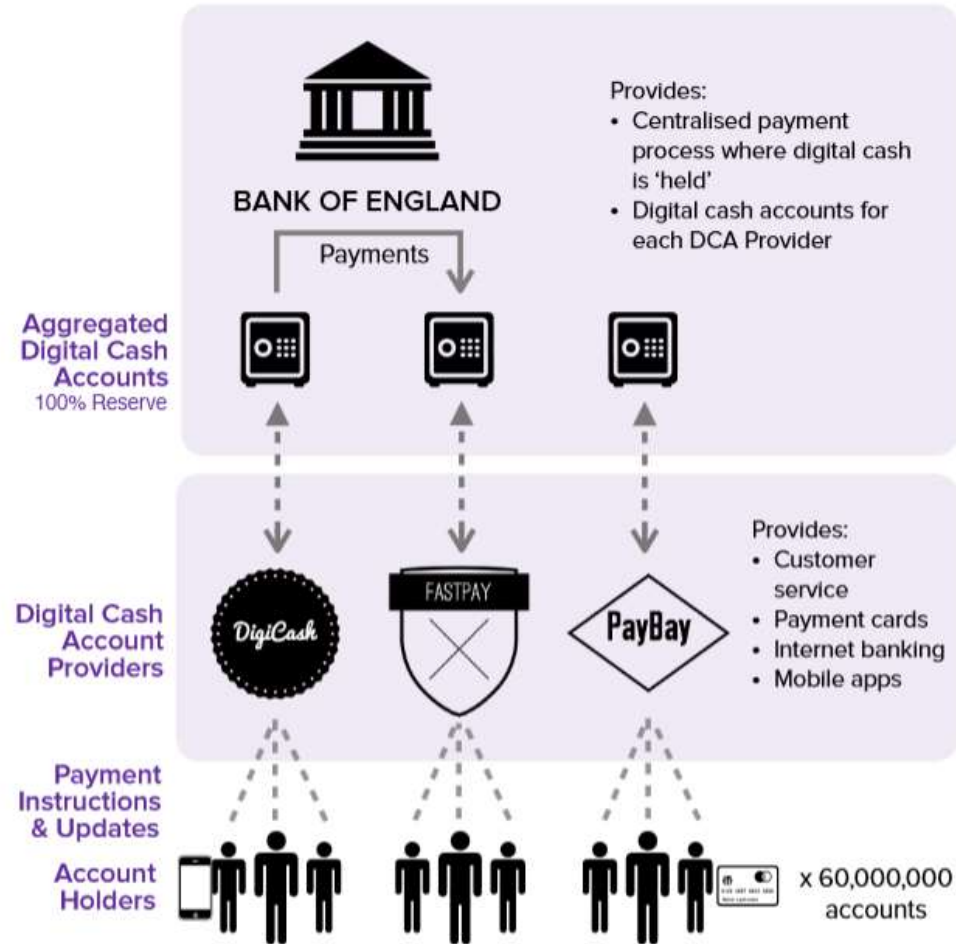 BANK OF ENGLAND
Payments
Provides:
• Centralised payment
process where digital cash
is ‘held’
• Digital cash accounts for
each DCA Provider
Aggregated
Digital Cash
Accounts
100% Reserve
Digital Cash
Account
Providers
DigiCash
FASTPAY
PayBay
Provides:
• Customer
service
• Payment cards
• Internet banking
• Mobile apps
Payment
Instructions
& Updates
Account
Holders
x 60,000,000
accounts